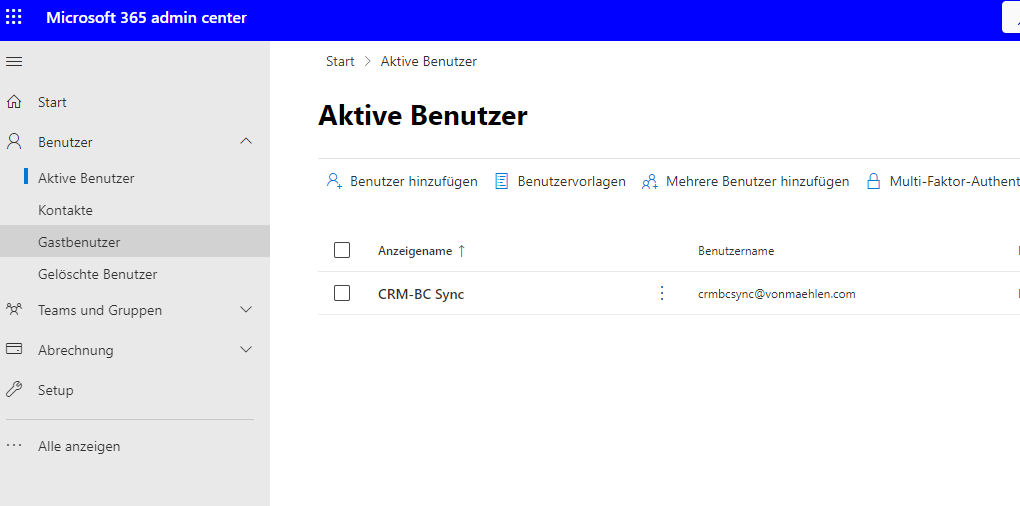 Microsoft 365 admin center
Start
Benutzer
Aktive Benutzer
Kontakte
Gastbenutzer
Gelöschte Benutzer
Teams und Gruppen
Abrechnung
Setup
Alle anzeigen
Start > Aktive Benutzer
Aktive Benutzer
Benutzer hinzufügen Benutzervorlagen Mehrere Benutzer hinzufügen Multi-Faktor-Authent
Anzeigename ↑ Benutzername
CRM-BC Sync crmbcsync@vonmaehlen.com